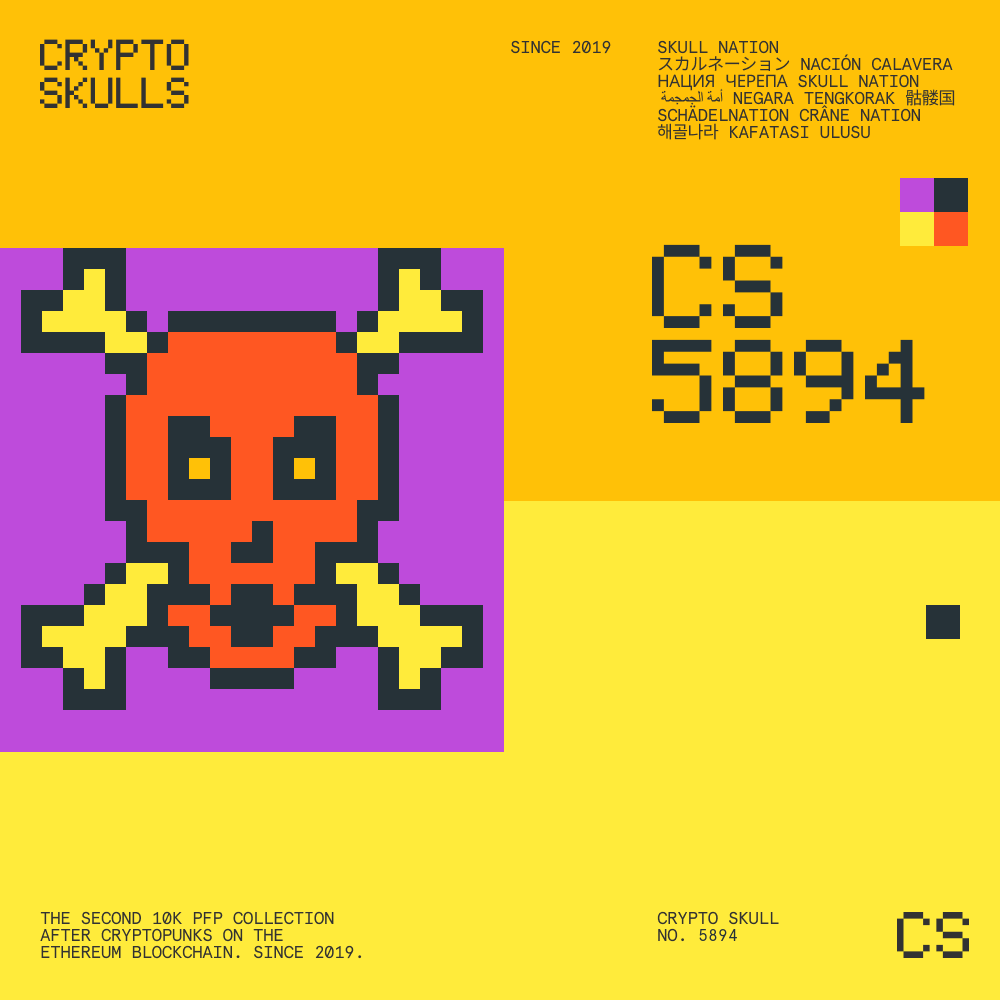 CRYPTO
SKULLS
SINCE 2019
SKULL NATION
スカルネーション NACIÓN CALAVERA
НАЦИЯ ЧЕРЕПА SKULL NATION
أمة الجمجمة NEGARA TENGKORAK 骷髅国
SCHÄDELNATION CRÂNE NATION
해골나라 KAFATASI ULUSU
CS
5894
THE SECOND 10K PFP COLLECTION
AFTER CRYPTOPUNKS ON THE
ETHEREUM BLOCKCHAIN. SINCE 2019.
CRYPTO SKULL
NO. 5894
CS